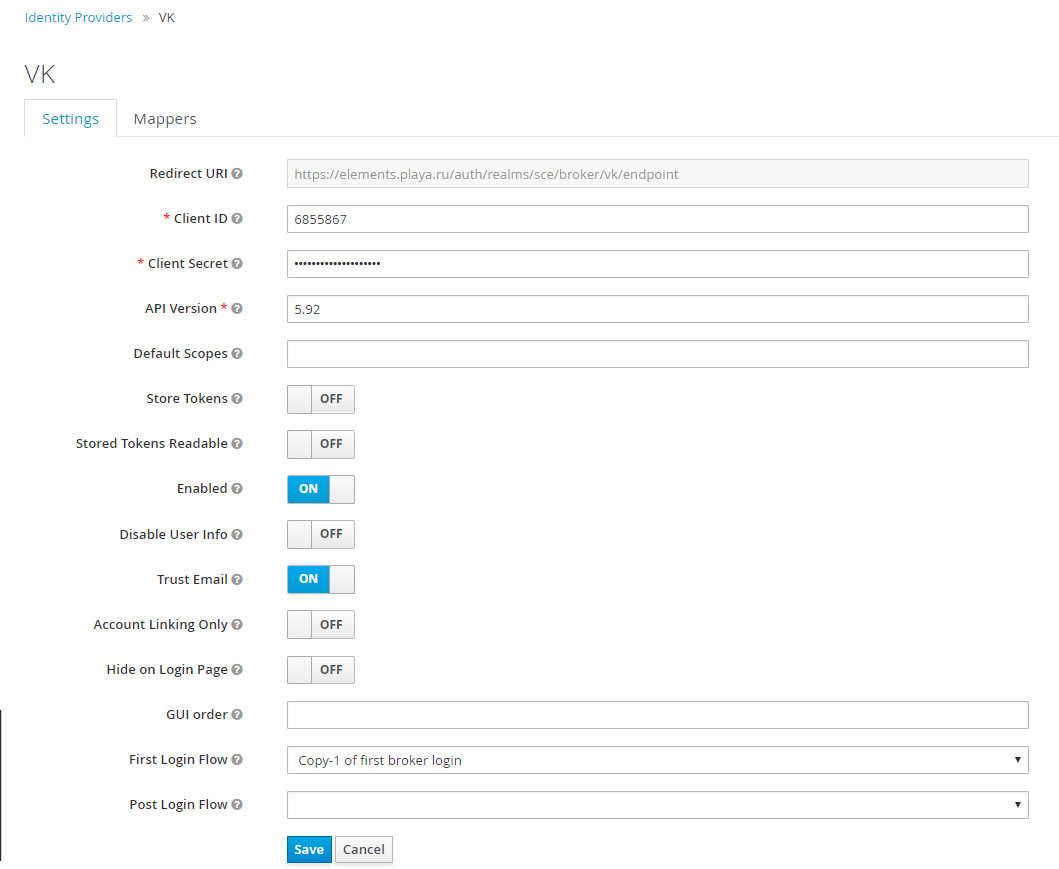 Identity Providers » VK
VK
Settings Mappers
Redirect URI https://elements.playa.ru/auth/realms/sce/broker/vk/endpoint
* Client ID 6855867
* Client Secret ••••••••••••••••••••
API Version * 5.92
Default Scopes
Store Tokens OFF
Stored Tokens Readable OFF
Enabled ON
Disable User Info OFF
Trust Email ON
Account Linking Only OFF
Hide on Login Page OFF
GUI order
First Login Flow Copy-1 of first broker login
Post Login Flow
Save Cancel